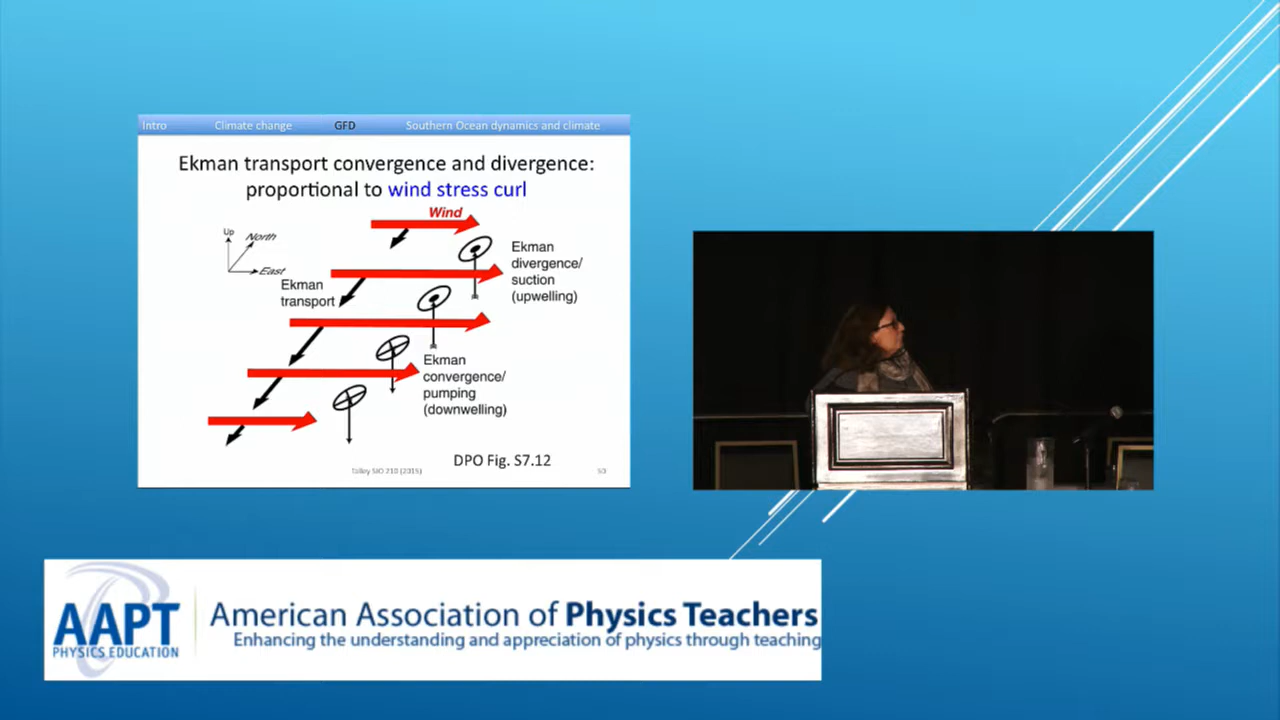 Intro Climate change GFD Southern Ocean dynamics and climate
Ekman transport convergence and divergence:
proportional to wind stress curl
Wind
Up
North
East
Ekman
divergence/
suction
(upwelling)
Ekman
transport
Ekman
convergence/
pumping
(downwelling)
DPO Fig. S7.12
Talley SIO 210 (2015)
AAPT
PHYSICS EDUCATION
American Association of Physics Teachers
Enhancing the understanding and appreciation of physics through teaching